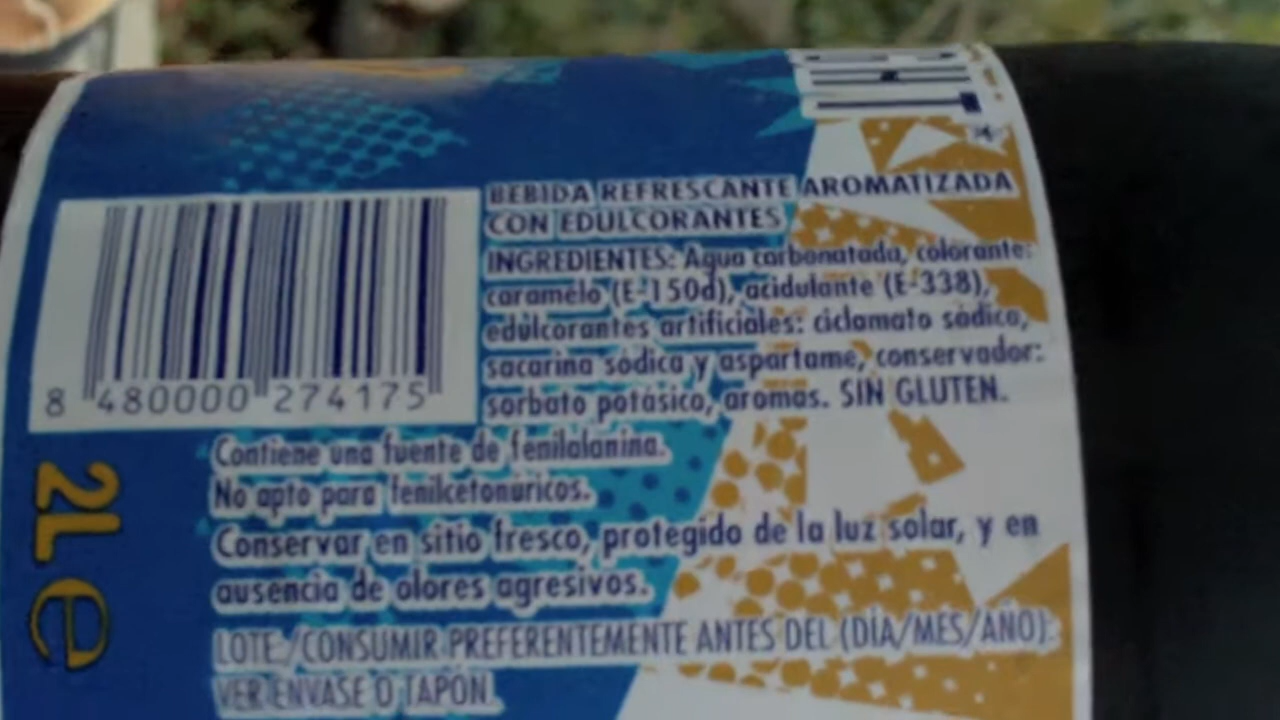 BEBIDA REFRESCANTE AROMATIZADA
CON EDULCORANTES
INGREDIENTES: Agua carbonatada, colorante:
caramelo (E-150d), acidulante (E-338),
edulcorantes artificiales: ciclamato sódico,
sacarina sódica y aspartame, conservador:
sorbato potásico, aromas. SIN GLUTEN.
8 480000 274175
Contiene una fuente de fenilalanina.
No apto para fenilcetonúricos.
Conservar en sitio fresco, protegido de la luz solar, y en
ausencia de olores agresivos.
LOTE/CONSUMIR PREFERENTEMENTE ANTES DEL (DÍA/MES/AÑO):
VER ENVASE O TAPÓN.
2L e